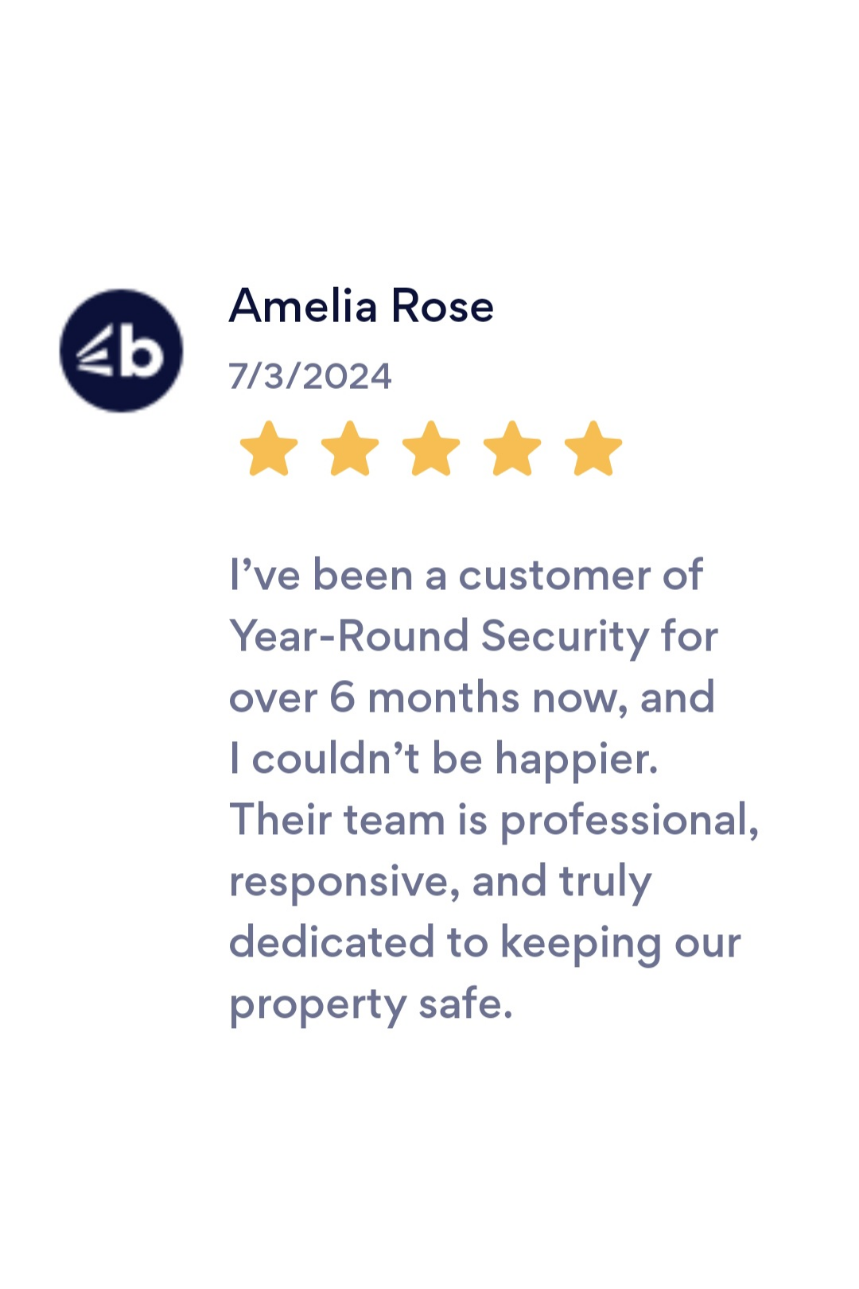 b
Amelia Rose
7/3/2024
I’ve been a customer of
Year-Round Security for
over 6 months now, and
I couldn’t be happier.
Their team is professional,
responsive, and truly
dedicated to keeping our
property safe.